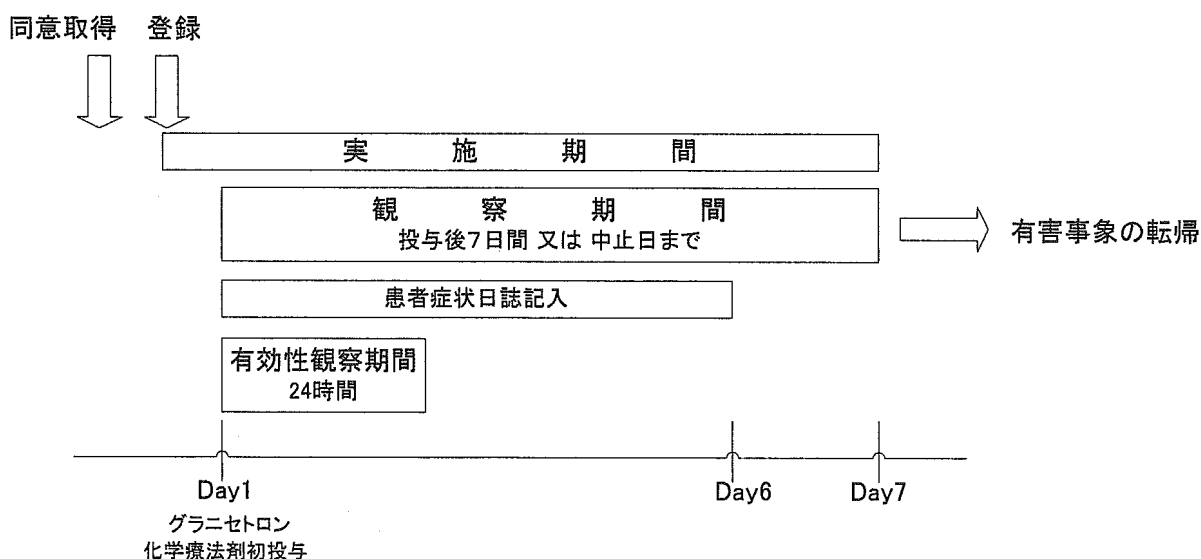 同意取得 登録
実施期間
観察期間
投与後7日間 又は 中止日まで
有害事象の転帰
患者症状日誌記入
有効性観察期間
24時間
Day1
Day6
Day7
グラニセトロン
化学療法剤初投与